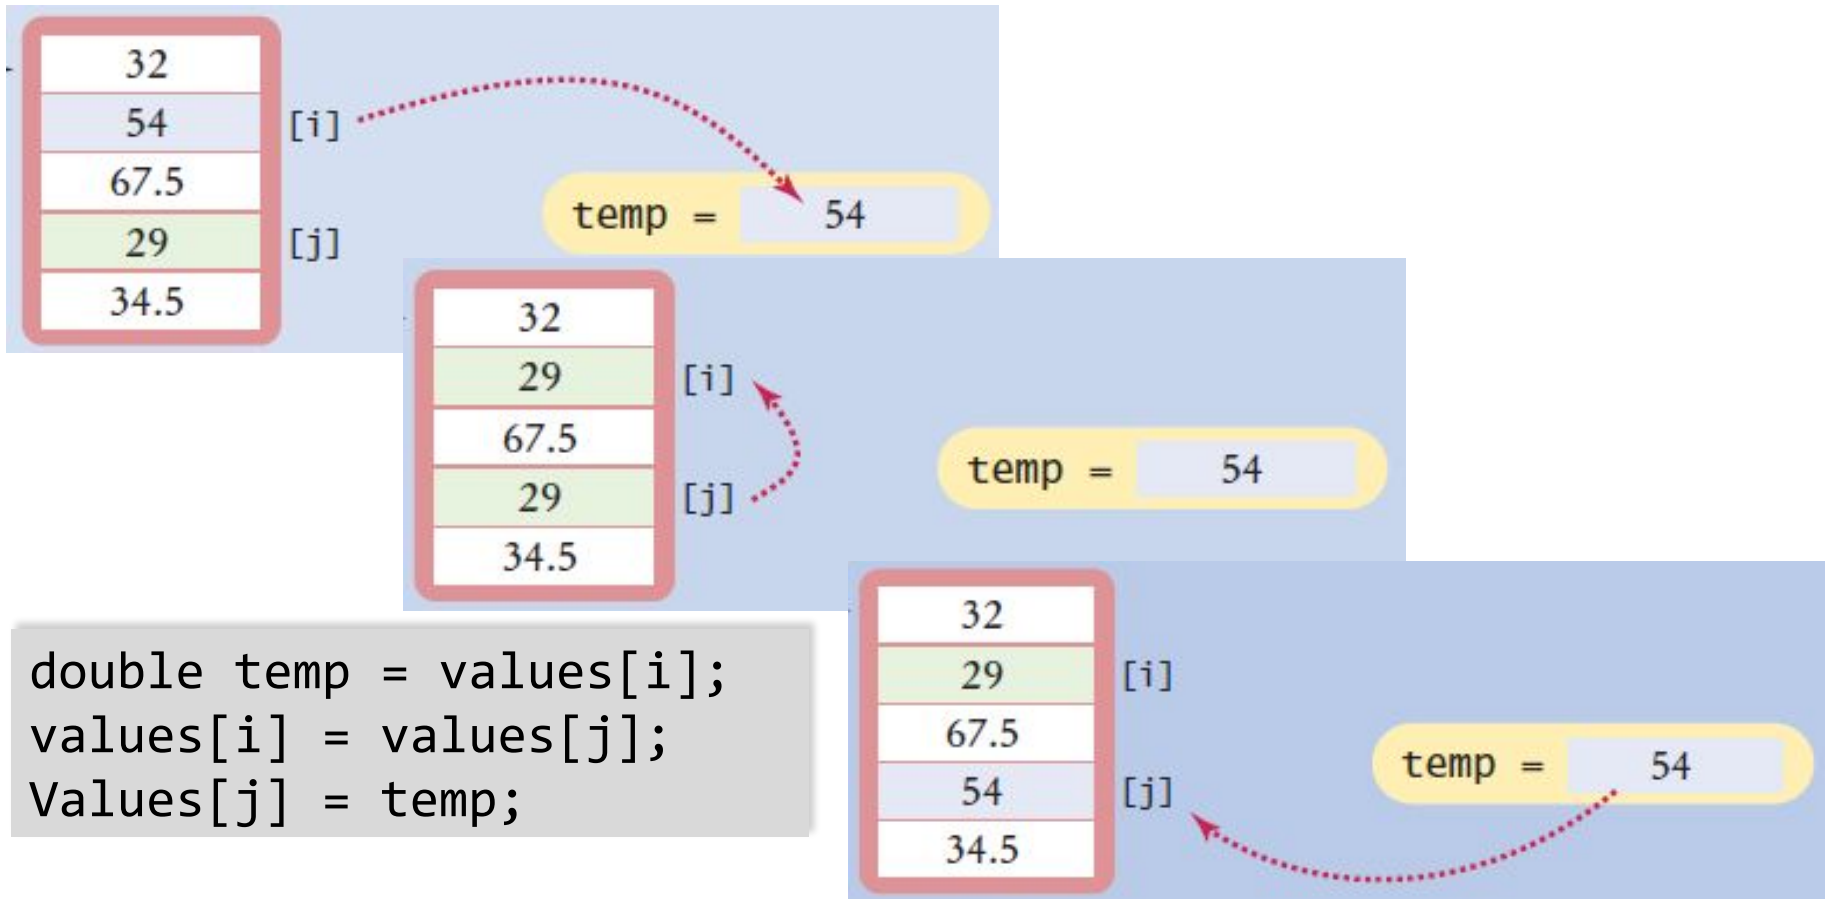 32
54 [i]
67.5
temp = 54
29 [j]
34.5
32
29 [i]
67.5
temp = 54
29 [j]
34.5
double temp = values[i];
values[i] = values[j];
Values[j] = temp;
32
29 [i]
67.5
temp = 54
54 [j]
34.5